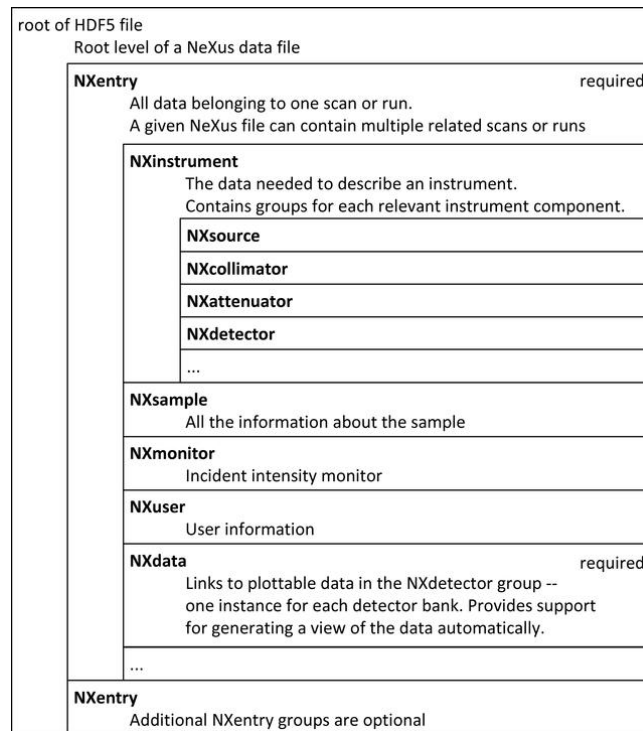 root of HDF5 file
Root level of a NeXus data file
NXentry required
All data belonging to one scan or run.
A given NeXus file can contain multiple related scans or runs
NXinstrument
The data needed to describe an instrument.
Contains groups for each relevant instrument component.
NXsource
NXcollimator
NXattenuator
NXdetector
...
NXsample
All the information about the sample
NXmonitor
Incident intensity monitor
NXuser
User information
NXdata required
Links to plottable data in the NXdetector group --
one instance for each detector bank. Provides support
for generating a view of the data automatically.
...
NXentry
Additional NXentry groups are optional